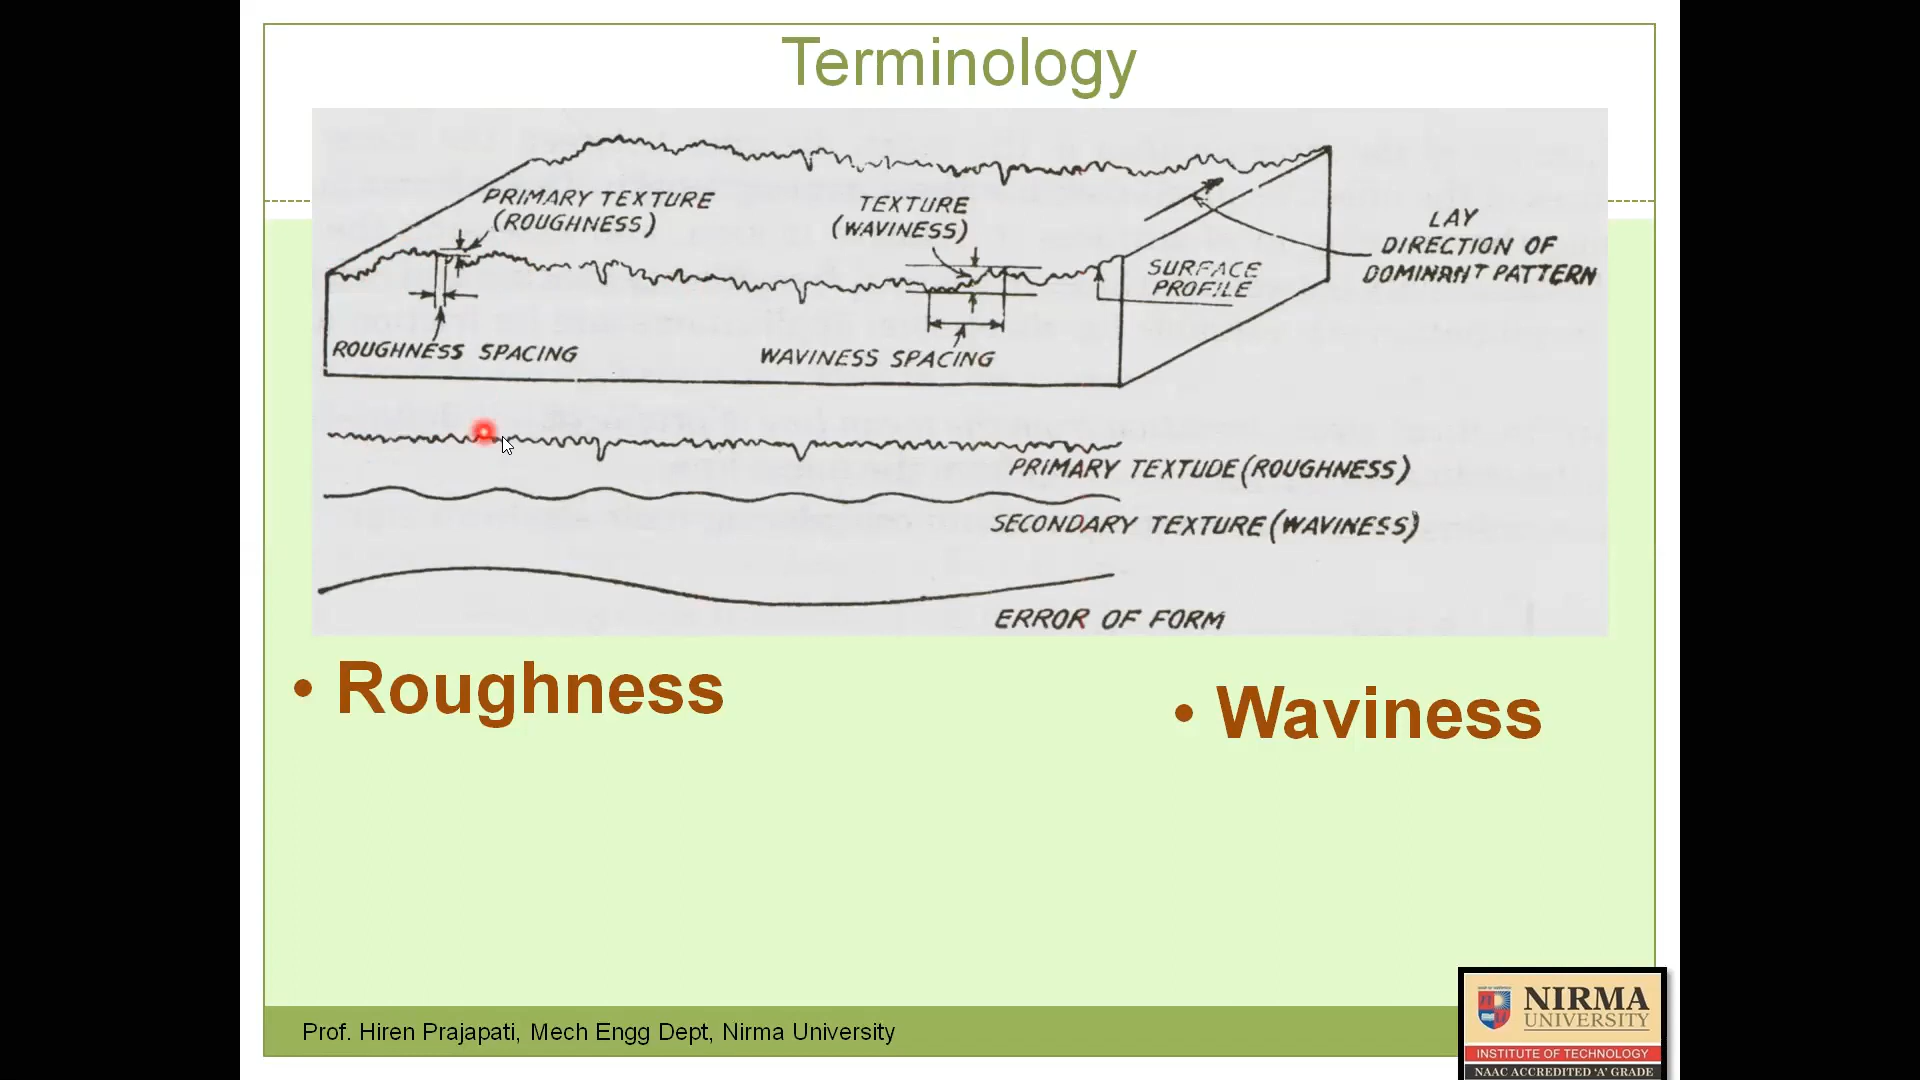 Terminology
PRIMARY TEXTURE
(ROUGHNESS)
TEXTURE
(WAVINESS)
LAY
DIRECTION OF
DOMINANT PATTERN
SURFACE
PROFILE
ROUGHNESS SPACING
WAVINESS SPACING
PRIMARY TEXTUDE (ROUGHNESS)
SECONDARY TEXTURE (WAVINESS)
ERROR OF FORM
• Roughness
• Waviness
Prof. Hiren Prajapati, Mech Engg Dept, Nirma University
NIRMA
UNIVERSITY
INSTITUTE OF TECHNOLOGY
NAAC ACCREDITED 'A' GRADE